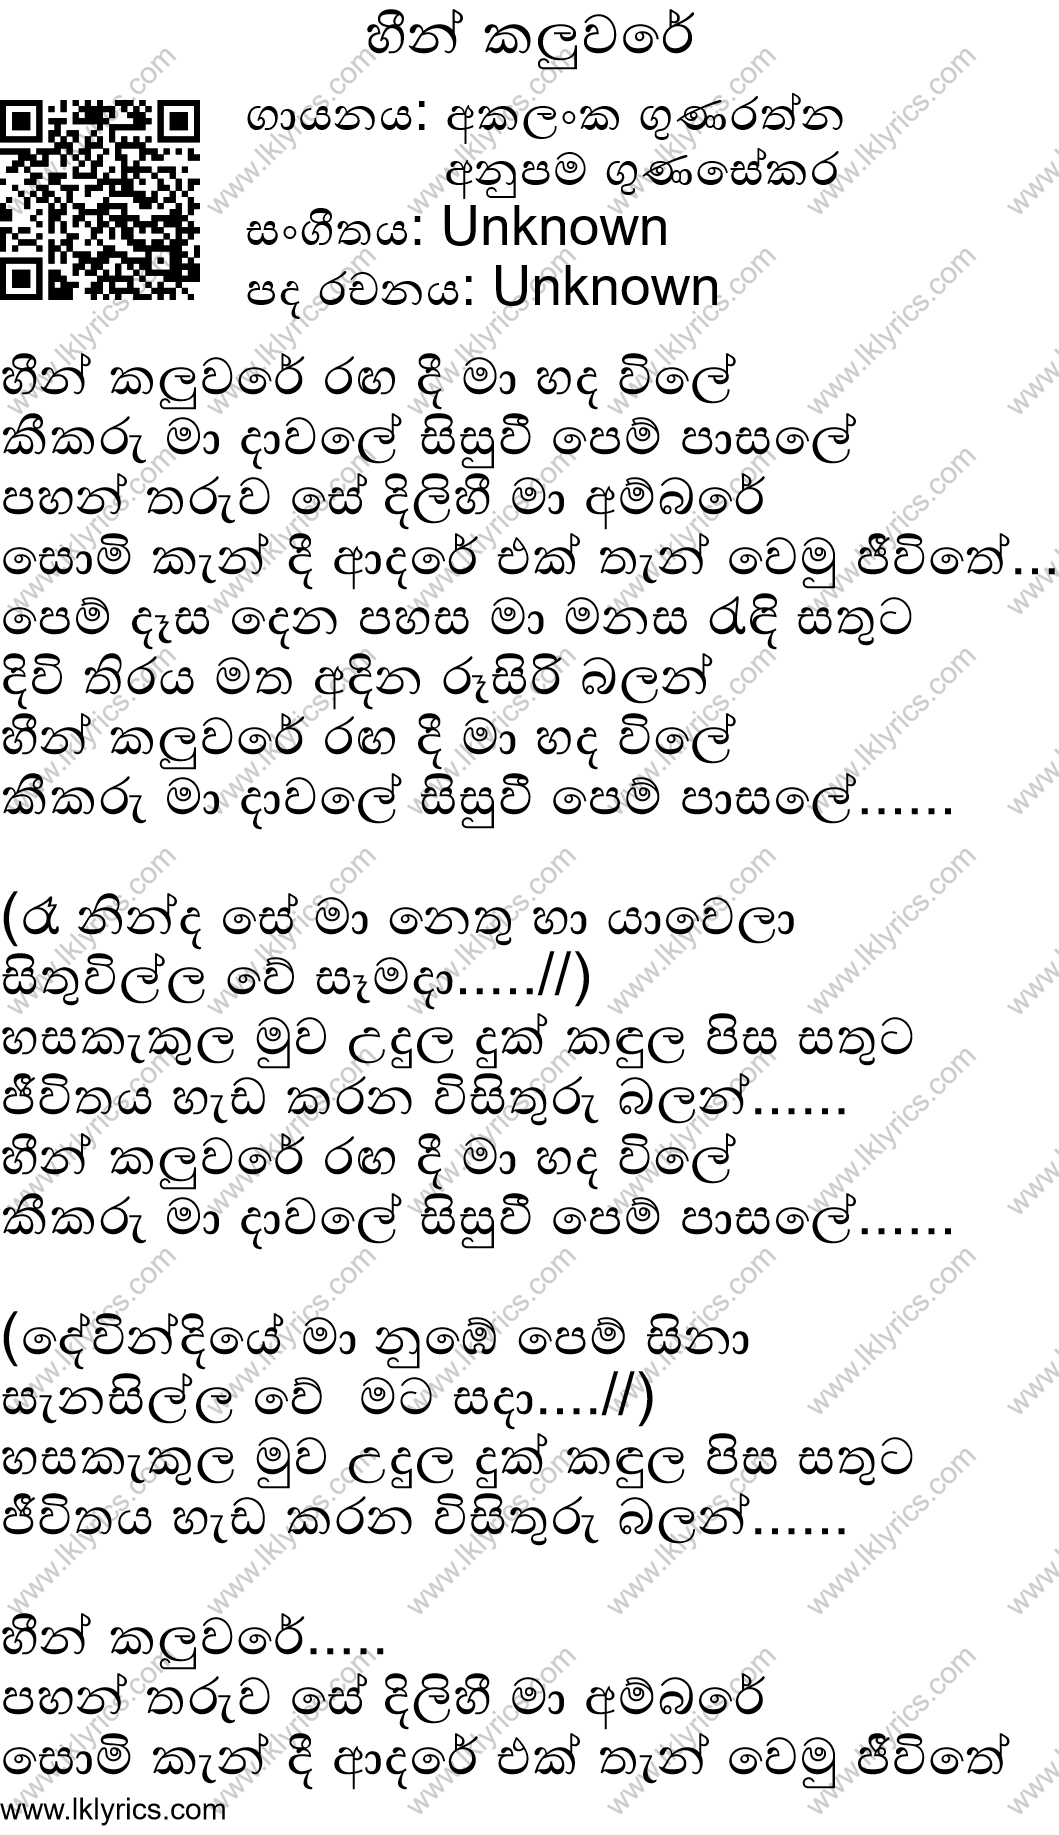 හීන් කලුවරේ
ගායනය: අකලංක ගුණරත්න
අනුපම ගුණසේකර
සංගීතය: Unknown
පද රචනය: Unknown
හීන් කලුවරේ රඟ දී මා හද විලේ
කීකරු මා දාවලේ සිසුවී පෙම් පාසලේ
පහන් තරුව සේ දිලිහී මා අම්බරේ
සොමි කැන් දී ආදරේ එක් තැන් වෙමු ජීවිතේ...
පෙම් දෑස දෙන පහස මා මනස රැඳි සතුට
දිවි තිරය මත අදින රූසිරි බලන්
හීන් කලුවරේ රඟ දී මා හද විලේ
කීකරු මා දාවලේ සිසුවී පෙම් පාසලේ......
(රෑ නින්ද සේ මා නෙතු හා යාවෙලා
සිතුවිල්ල වේ සෑමදා.....//)
හසකැකුල මුව උදුල දුක් කඳුල පිස සතුට
ජීවිතය හැඩ කරන විසිතුරු බලන්......
හීන් කලුවරේ රඟ දී මා හද විලේ
කීකරු මා දාවලේ සිසුවී පෙම් පාසලේ......
(දේවින්දියේ මා නුඹේ පෙම් සිනා
සැනසිල්ල වේ  මට සදා....//)
හසකැකුල මුව උදුල දුක් කඳුල පිස සතුට
ජීවිතය හැඩ කරන විසිතුරු බලන්......
හීන් කලුවරේ.....
පහන් තරුව සේ දිලිහී මා අම්බරේ
සොමි කැන් දී ආදරේ එක් තැන් වෙමු ජීවිතේ
www.lklyrics.com